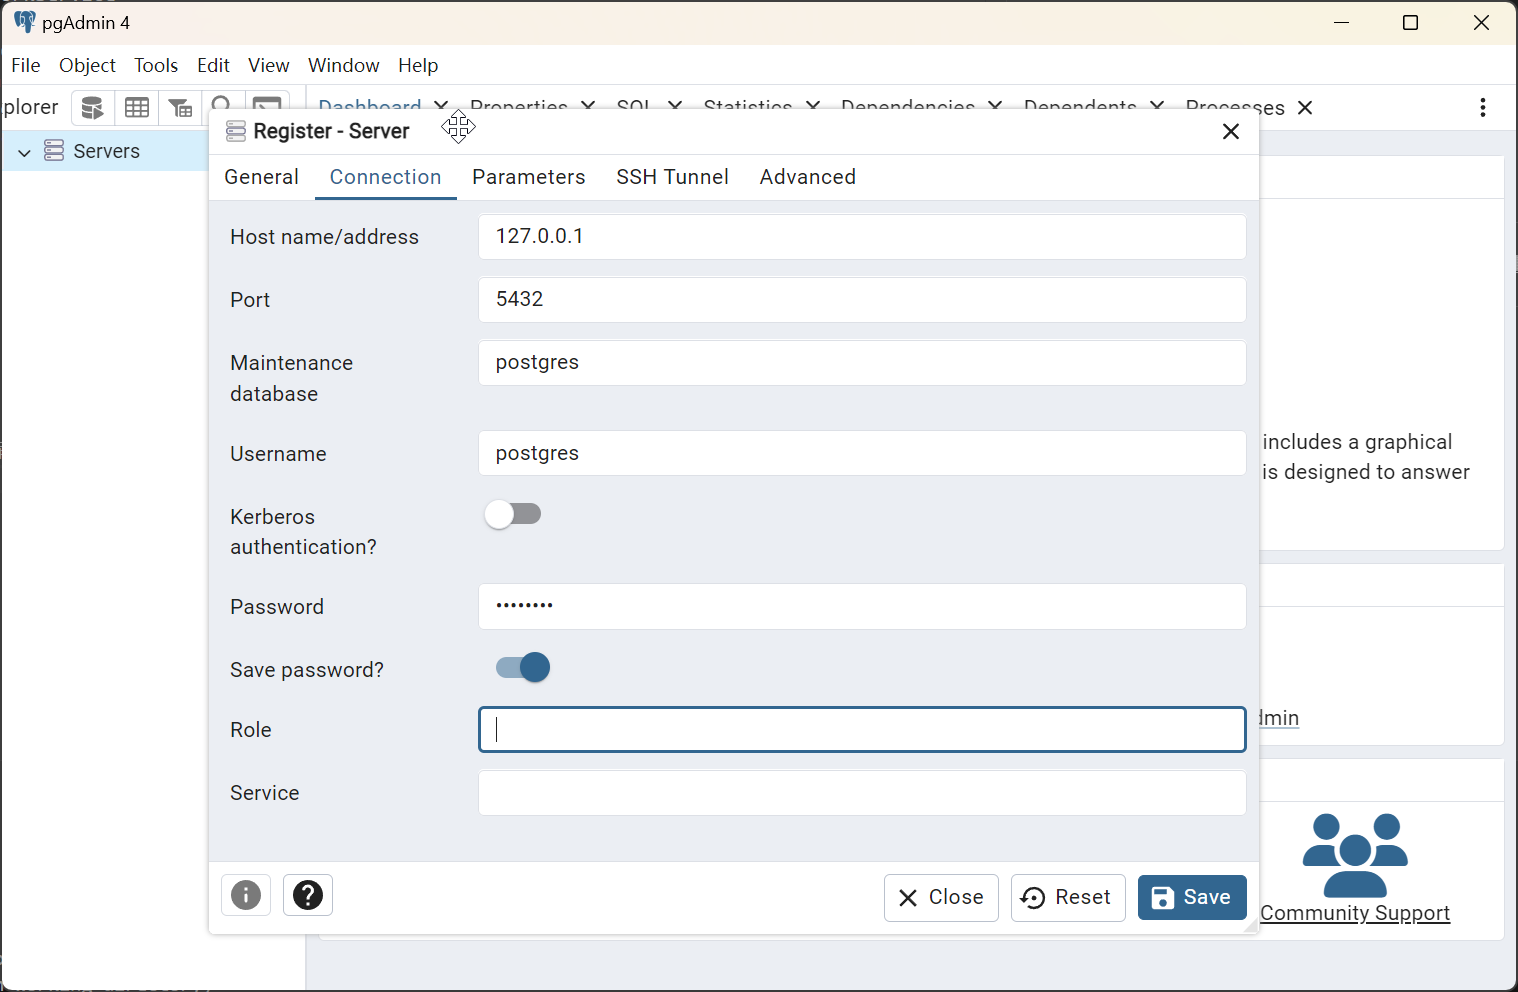 pgAdmin 4
File Object Tools Edit View Window Help
plorer Dashboard Properties SQL Statistics Dependencies Dependents Processes
Servers
Register - Server
General Connection Parameters SSH Tunnel Advanced
Host name/address 127.0.0.1
Port 5432
Maintenance database postgres
Username postgres
Kerberos authentication?
Password ••••••••
Save password?
Role
Service
Close Reset Save
includes a graphical
is designed to answer
dmin
Community Support